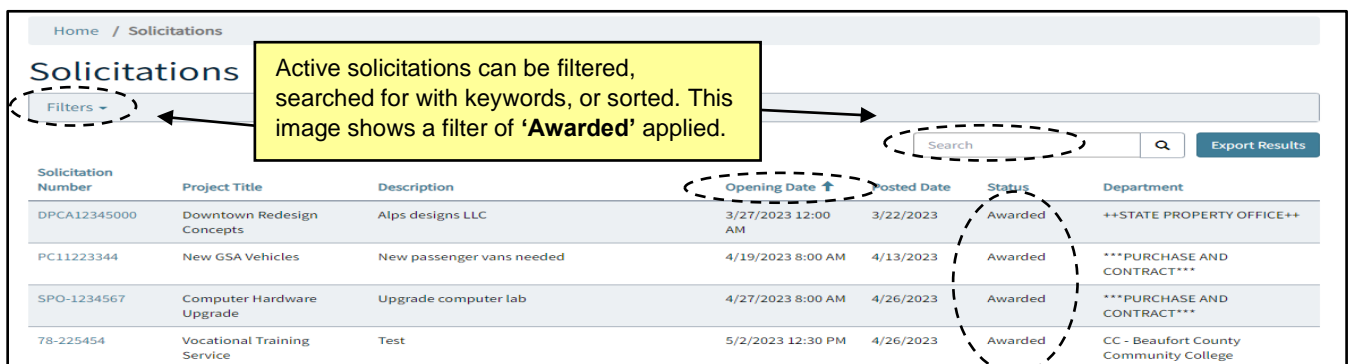 Home / Solicitations
Solicitations
Active solicitations can be filtered,
searched for with keywords, or sorted. This
image shows a filter of ‘Awarded’ applied.
Filters
Search
Export Results
Solicitation
Number Project Title Description Opening Date Posted Date Status Department
DPCA12345000 Downtown Redesign Alps designs LLC 3/27/2023 12:00 3/22/2023 Awarded ++STATE PROPERTY OFFICE++
Concepts AM
PC11223344 New GSA Vehicles New passenger vans needed 4/19/2023 8:00 AM 4/13/2023 Awarded ***PURCHASE AND
CONTRACT***
SPO-1234567 Computer Hardware Upgrade computer lab 4/27/2023 8:00 AM 4/26/2023 Awarded ***PURCHASE AND
Upgrade CONTRACT***
78-225454 Vocational Training Test 5/2/2023 12:30 PM 4/26/2023 Awarded CC - Beaufort County
Service Community College